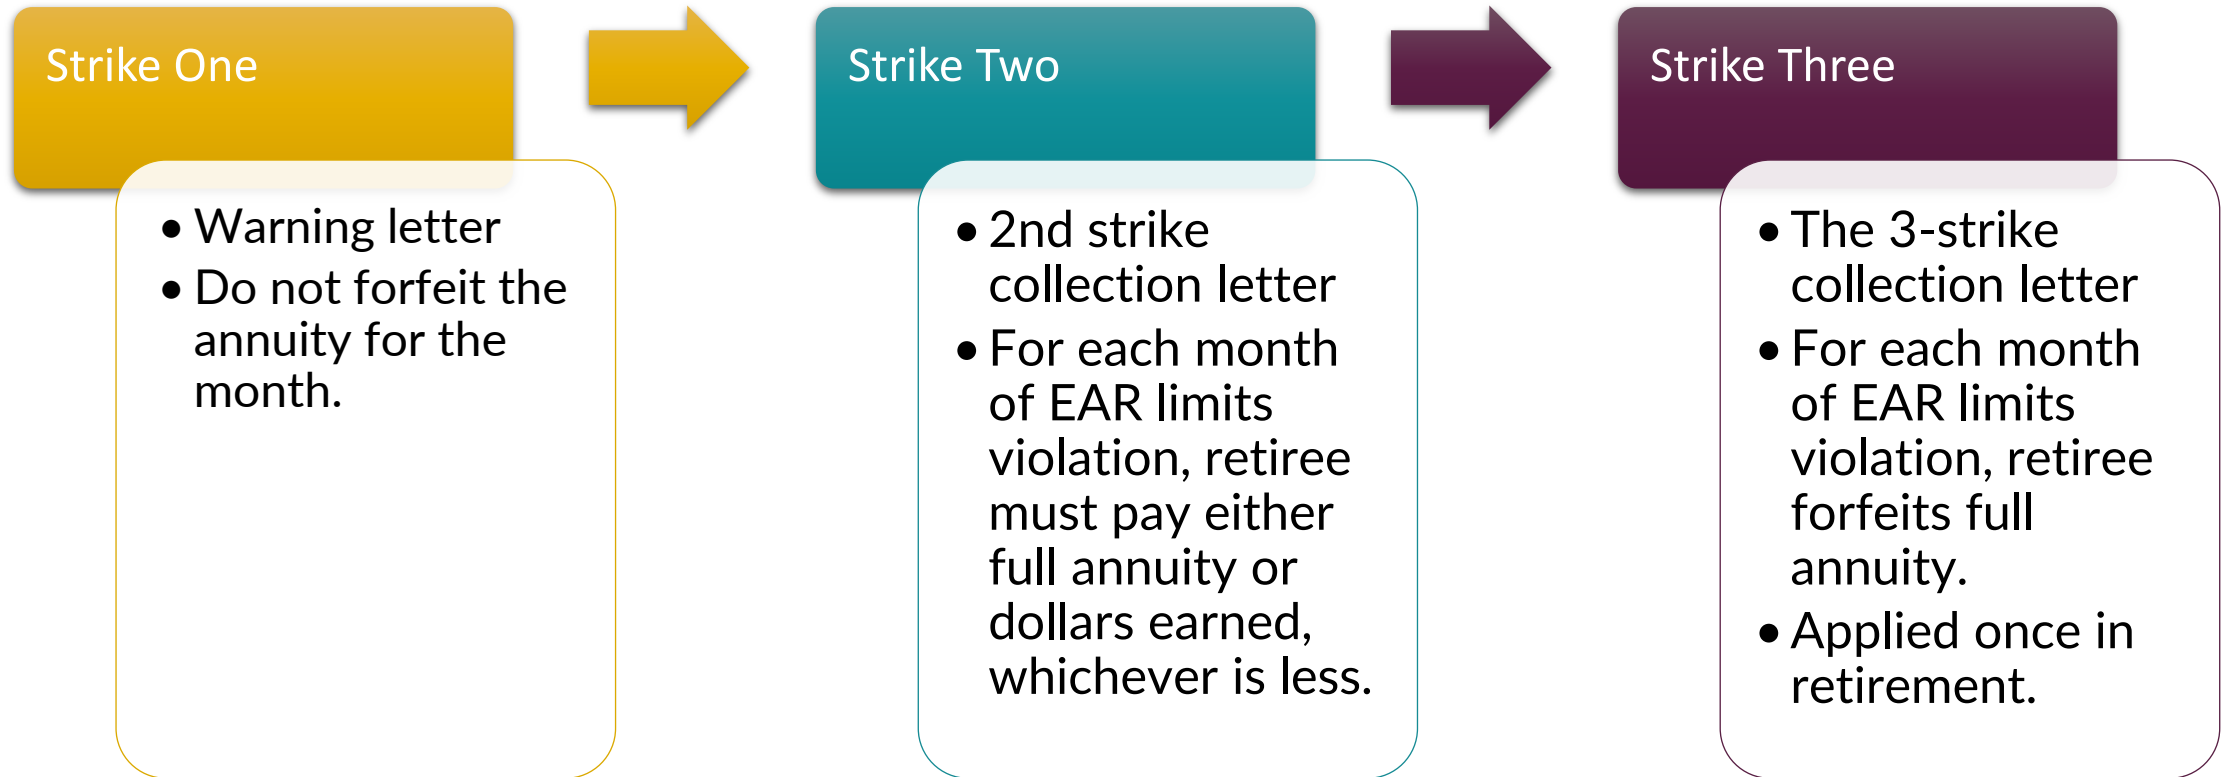 Strike One
• Warning letter
• Do not forfeit the
annuity for the
month.
Strike Two
• 2nd strike
collection letter
• For each month
of EAR limits
violation, retiree
must pay either
full annuity or
dollars earned,
whichever is less.
Strike Three
• The 3-strike
collection letter
• For each month
of EAR limits
violation, retiree
forfeits full
annuity.
• Applied once in
retirement.